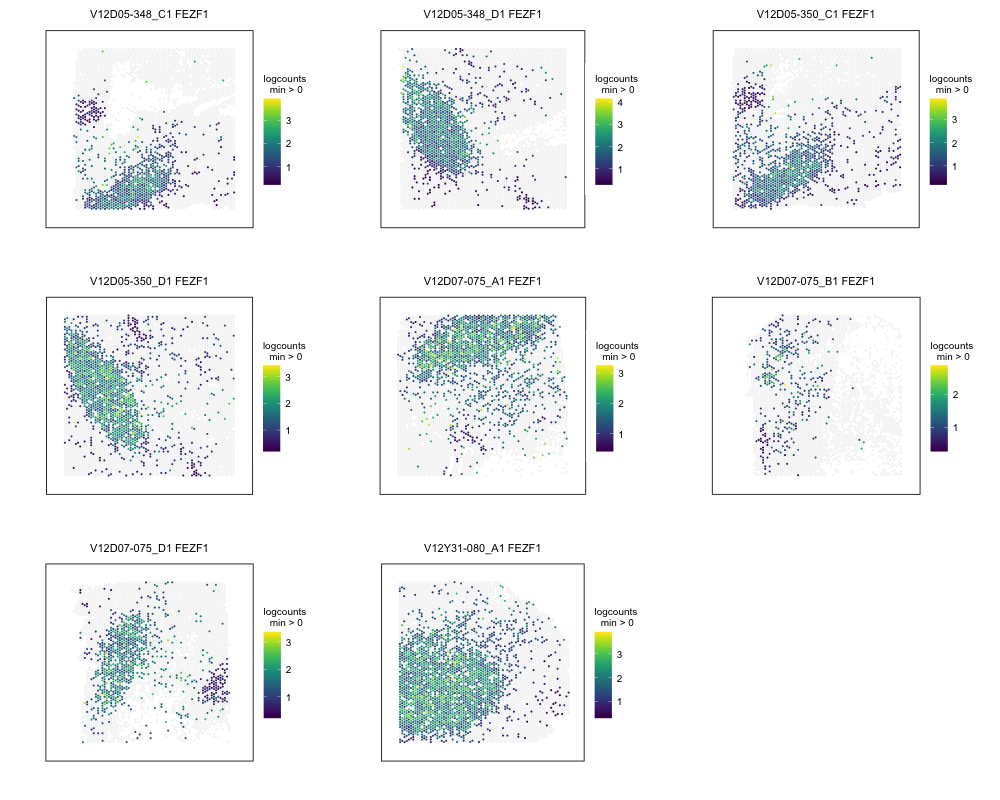 V12D05-348_C1 FEZF1
logcounts
min > 0
3
2
1
V12D05-348_D1 FEZF1
logcounts
min > 0
4
3
2
1
V12D05-350_C1 FEZF1
logcounts
min > 0
3
2
1
V12D05-350_D1 FEZF1
logcounts
min > 0
3
2
1
V12D07-075_A1 FEZF1
logcounts
min > 0
3
2
1
V12D07-075_B1 FEZF1
logcounts
min > 0
2
1
V12D07-075_D1 FEZF1
logcounts
min > 0
3
2
1
V12Y31-080_A1 FEZF1
logcounts
min > 0
3
2
1